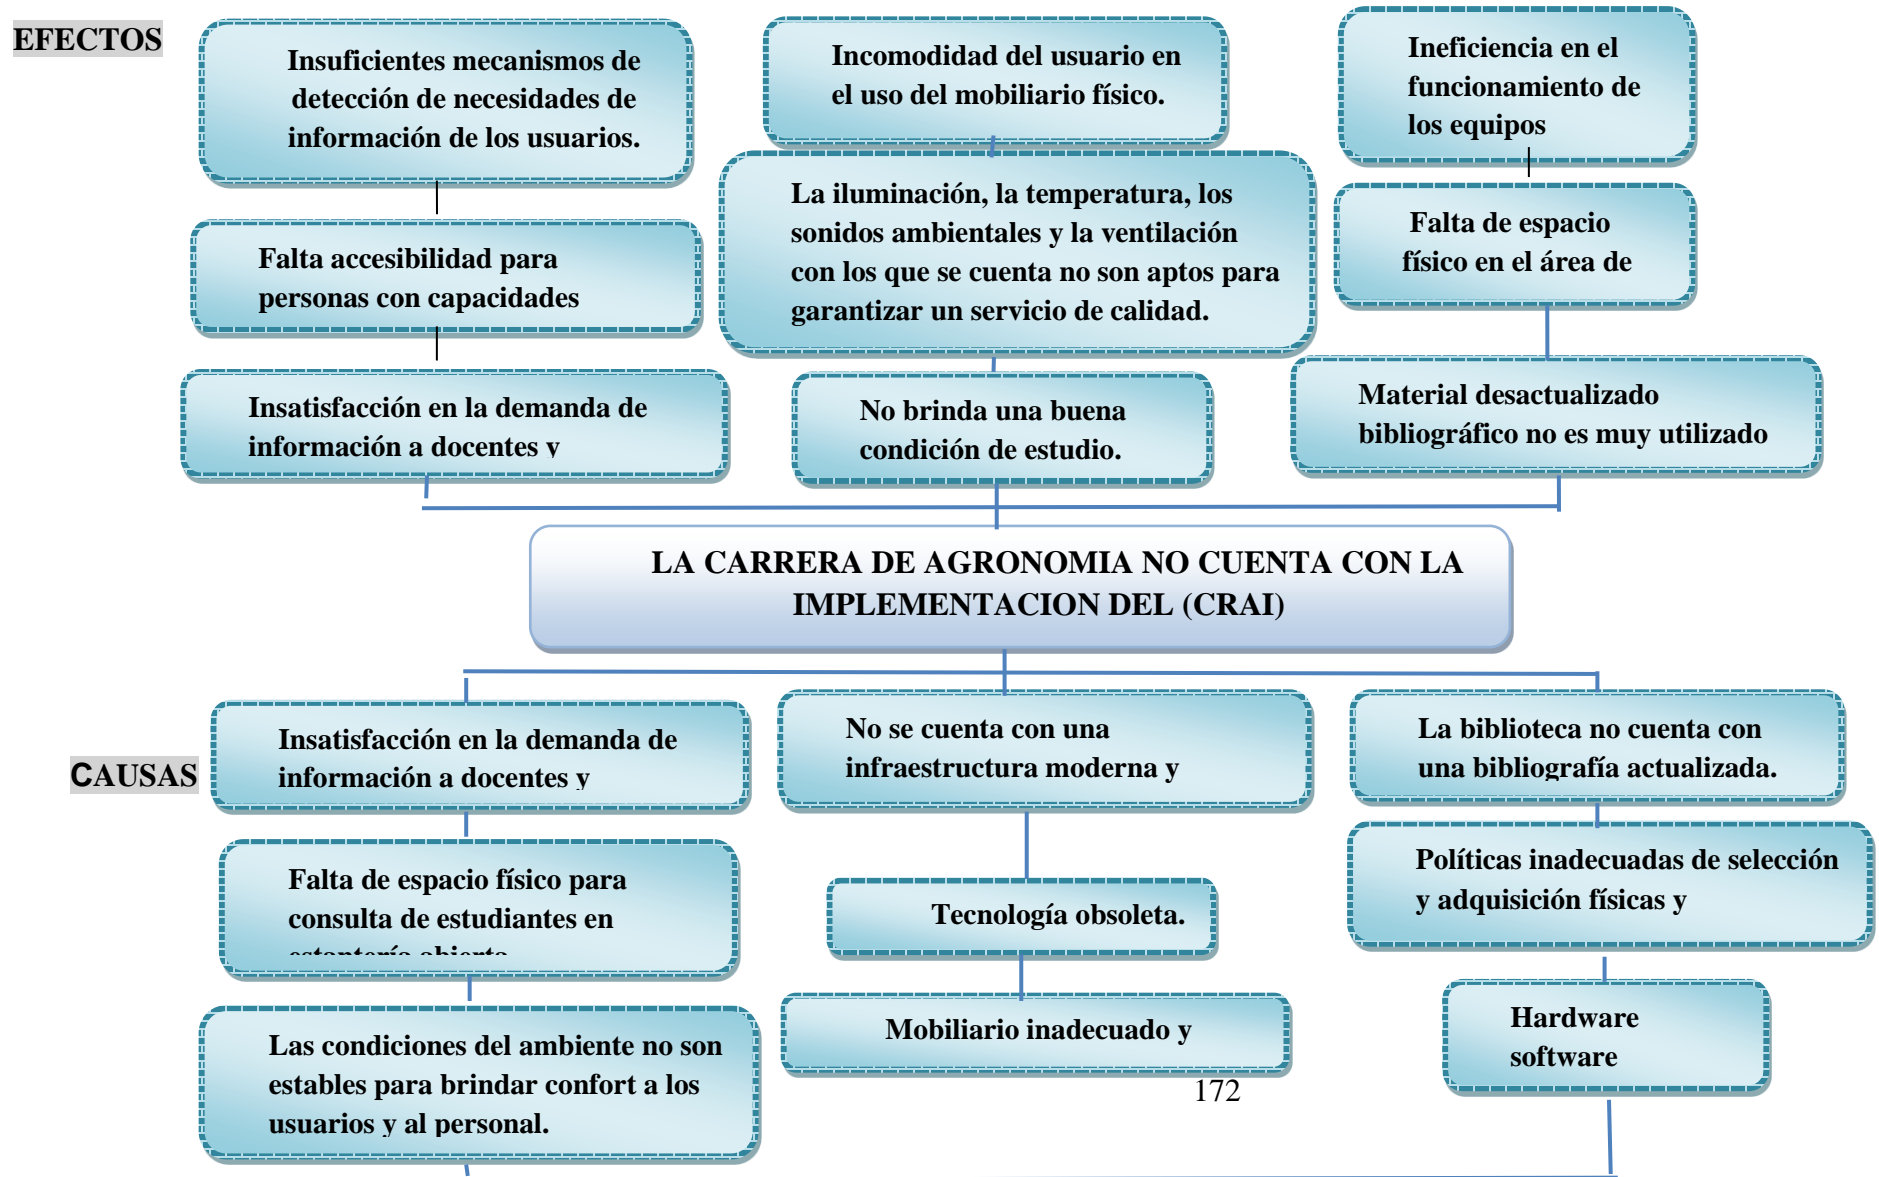 EFECTOS
Insuficientes mecanismos de
detección de necesidades de
información de los usuarios.
Incomodidad del usuario en
el uso del mobiliario físico.
Ineficiencia en el
funcionamiento de
los equipos
Falta accesibilidad para
personas con capacidades
La iluminación, la temperatura, los
sonidos ambientales y la ventilación
con los que se cuenta no son aptos para
garantizar un servicio de calidad.
Falta de espacio
físico en el área de
Insatisfacción en la demanda de
información a docentes y
No brinda una buena
condición de estudio.
Material desactualizado
bibliográfico no es muy utilizado
LA CARRERA DE AGRONOMIA NO CUENTA CON LA
IMPLEMENTACION DEL (CRAI)
CAUSAS
Insatisfacción en la demanda de
información a docentes y
No se cuenta con una
infraestructura moderna y
La biblioteca no cuenta con
una bibliografía actualizada.
Falta de espacio físico para
consulta de estudiantes en
estantería abierta
Tecnología obsoleta.
Políticas inadecuadas de selección
y adquisición físicas y
Las condiciones del ambiente no son
estables para brindar confort a los
usuarios y al personal.
Mobiliario inadecuado y
Hardware
software
172